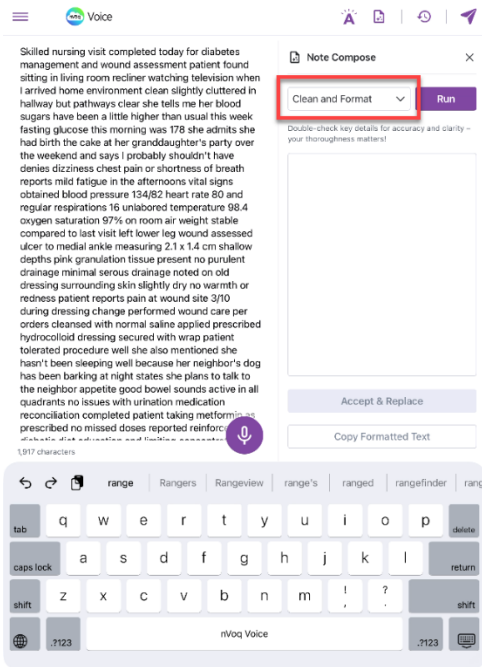 nVoq Voice
Skilled nursing visit completed today for diabetes
management and wound assessment patient found
sitting in living room recliner watching television when
I arrived home environment clean slightly cluttered in
hallway but pathways clear she tells me her blood
sugars have been a little higher than usual this week
fasting glucose this morning was 178 she admits she
had birth the cake at her granddaughter's party over
the weekend and says I probably shouldn't have
denies dizziness chest pain or shortness of breath
reports mild fatigue in the afternoons vital signs
obtained blood pressure 134/82 heart rate 80 and
regular respirations 16 unlabored temperature 98.4
oxygen saturation 97% on room air weight stable
compared to last visit left lower leg wound assessed
ulcer to medial ankle measuring 2.1 x 1.4 cm shallow
depths pink granulation tissue present no purulent
drainage minimal serous drainage noted on old
dressing surrounding skin slightly dry no warmth or
redness patient reports pain at wound site 3/10
during dressing change performed wound care per
orders cleansed with normal saline applied prescribed
hydrocolloid dressing secured with wrap patient
tolerated procedure well she also mentioned she
hasn't been sleeping well because her neighbor's dog
has been barking at night states she plans to talk to
the neighbor appetite good bowel sounds active in all
quadrants no issues with urination medication
reconciliation completed patient taking metformin as
prescribed no missed doses reported reinforc
1,917 characters
Note Compose
Clean and Format
Run
Double-check key details for accuracy and clarity –
your thoroughness matters!
Accept & Replace
Copy Formatted Text
range Rangers Rangeview range's ranged rangefinder rang
tab q w e r t y u i o p delete
caps lock a s d f g h j k l return
shift z x c v b n m ! , ? . shift
.?123 nVoq Voice .?123